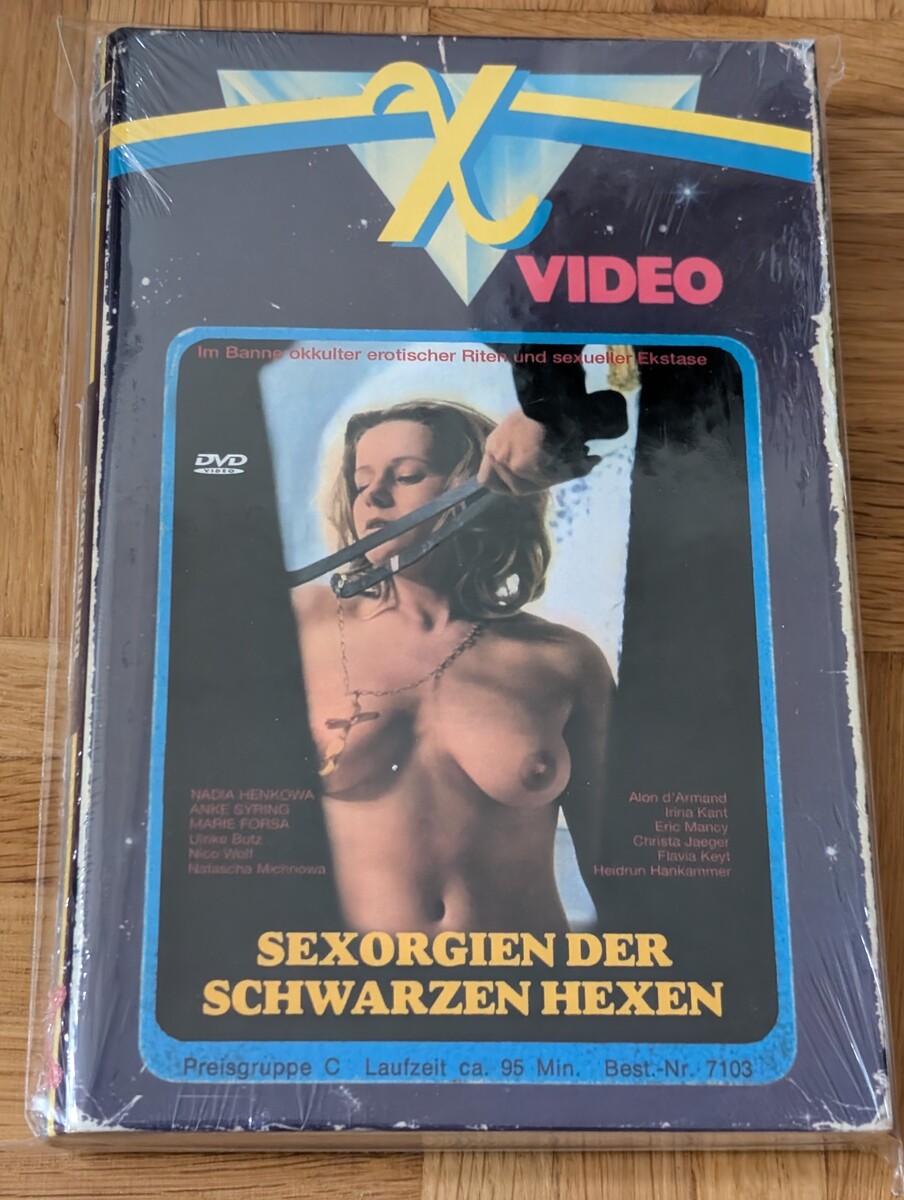 X
VIDEO
Im Banne okkulter erotischer Riten und sexueller Ekstase
DVD
VIDEO
NADIA HENKOWA
ANKE SYRING
MARIE FORSA
Ulrike Butz
Nico Wolf
Natascha Michnowa
Alon d'Armand
Irina Kant
Eric Mancy
Christa Jaeger
Flavia Keyt
Heidrun Hankammer
SEXORGIEN DER
SCHWARZEN HEXEN
Preisgruppe C Laufzeit ca. 95 Min. Best.-Nr. 7103